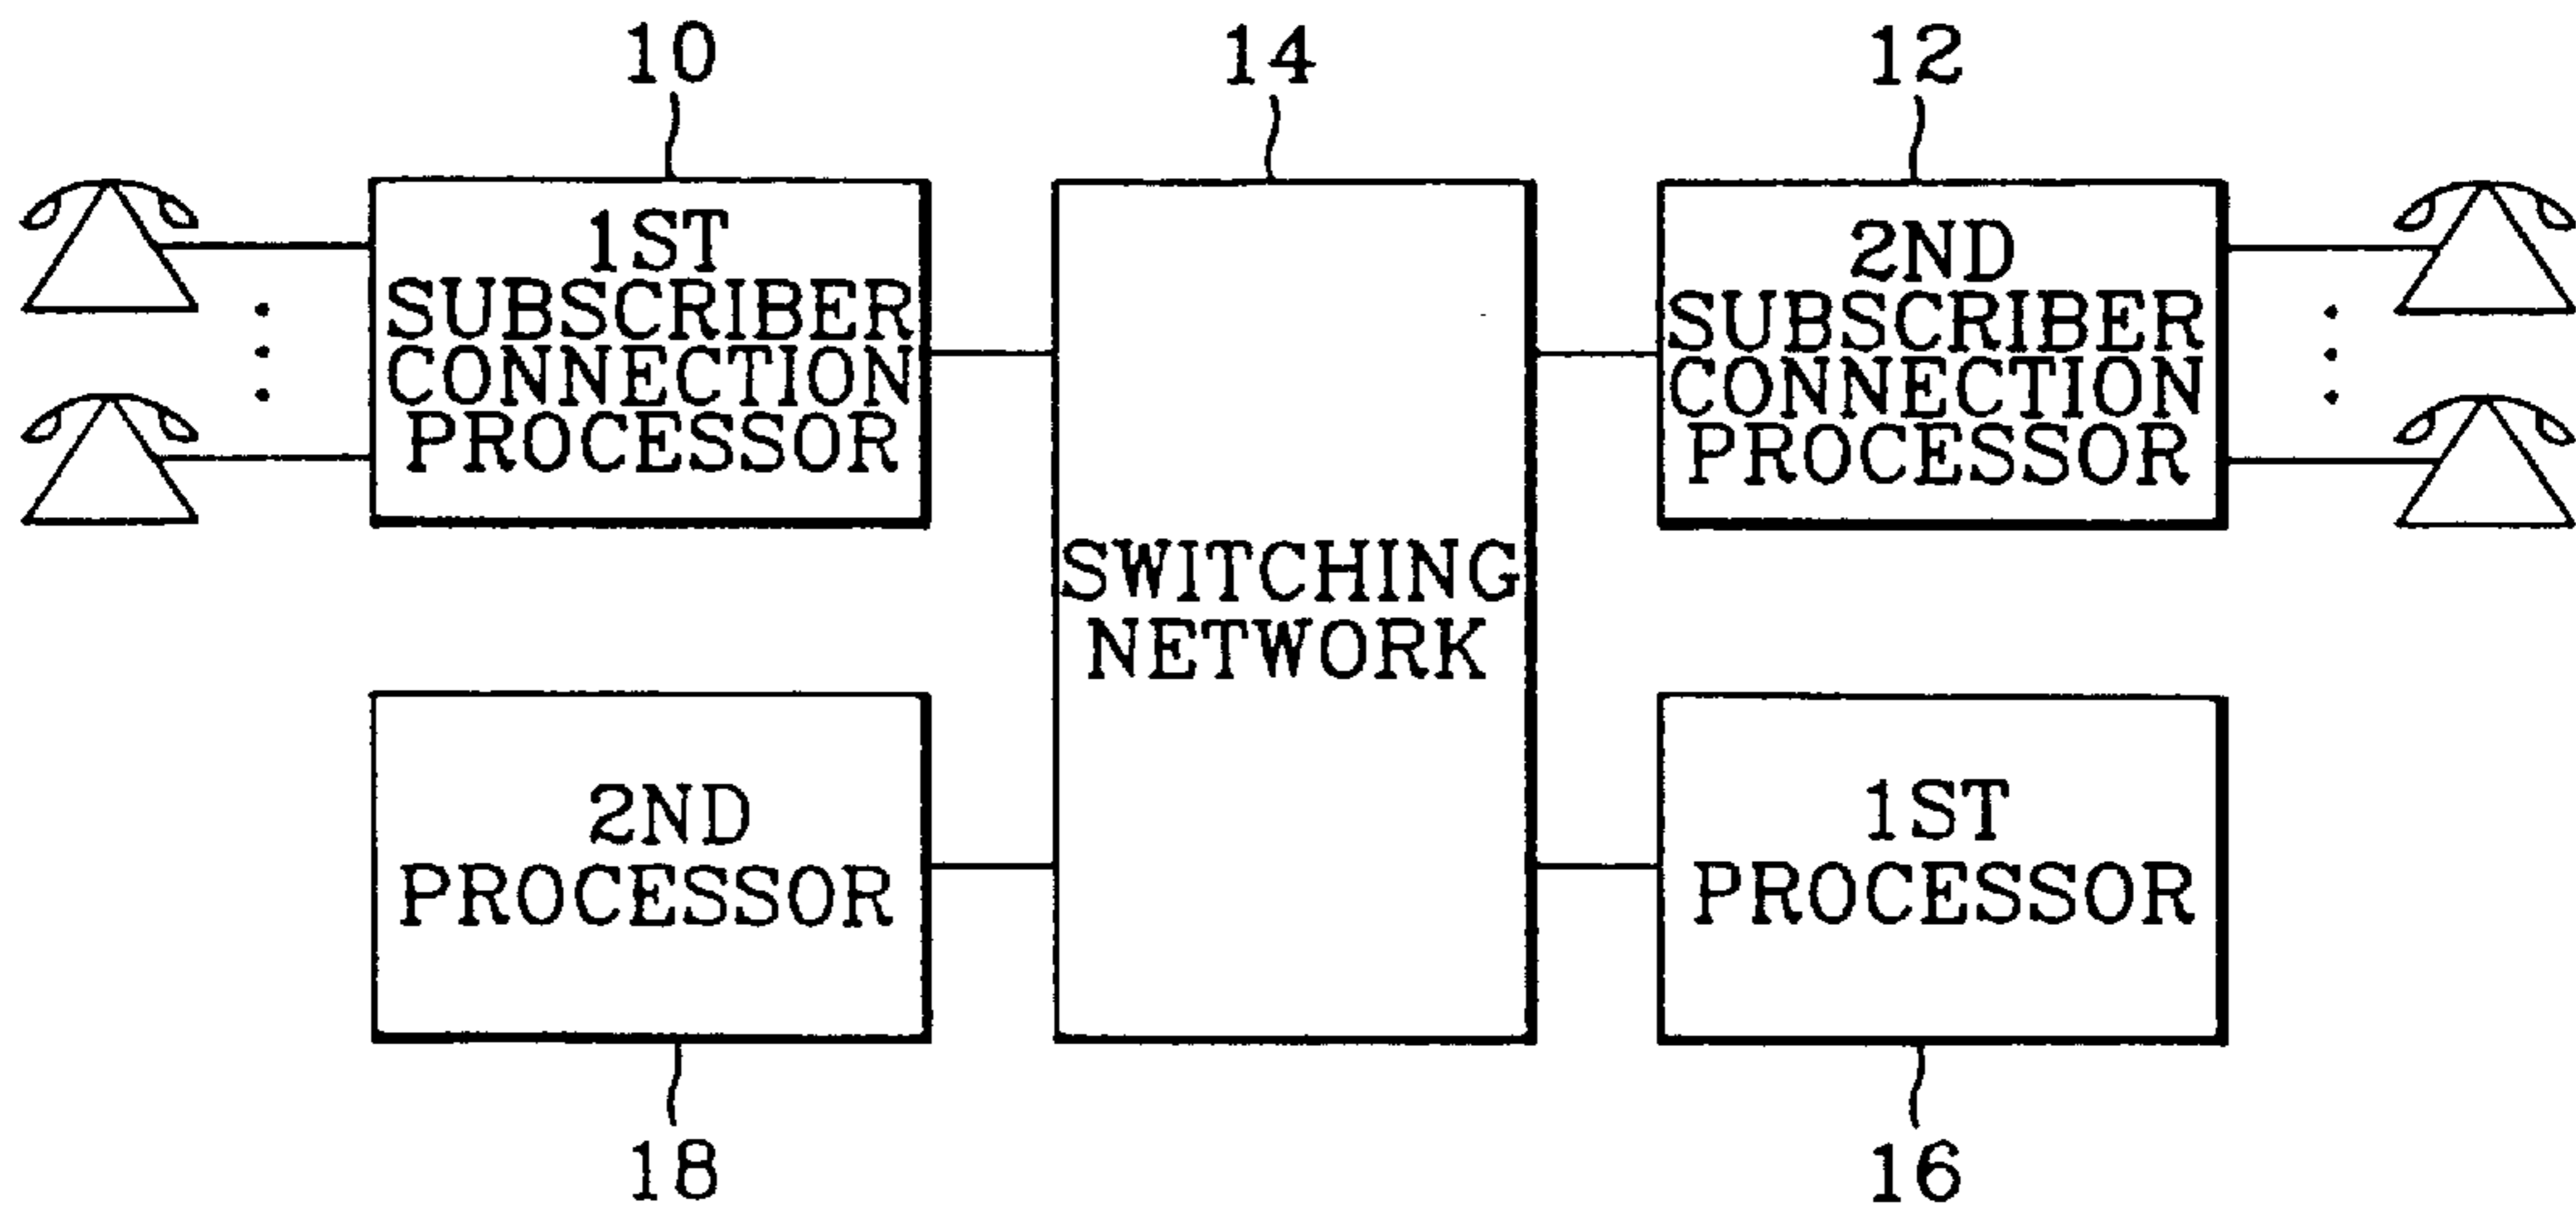 10
14
12
1ST
SUBSCRIBER
CONNECTION
PROCESSOR
SWITCHING
NETWORK
2ND
SUBSCRIBER
CONNECTION
PROCESSOR
2ND
PROCESSOR
1ST
PROCESSOR
18
16